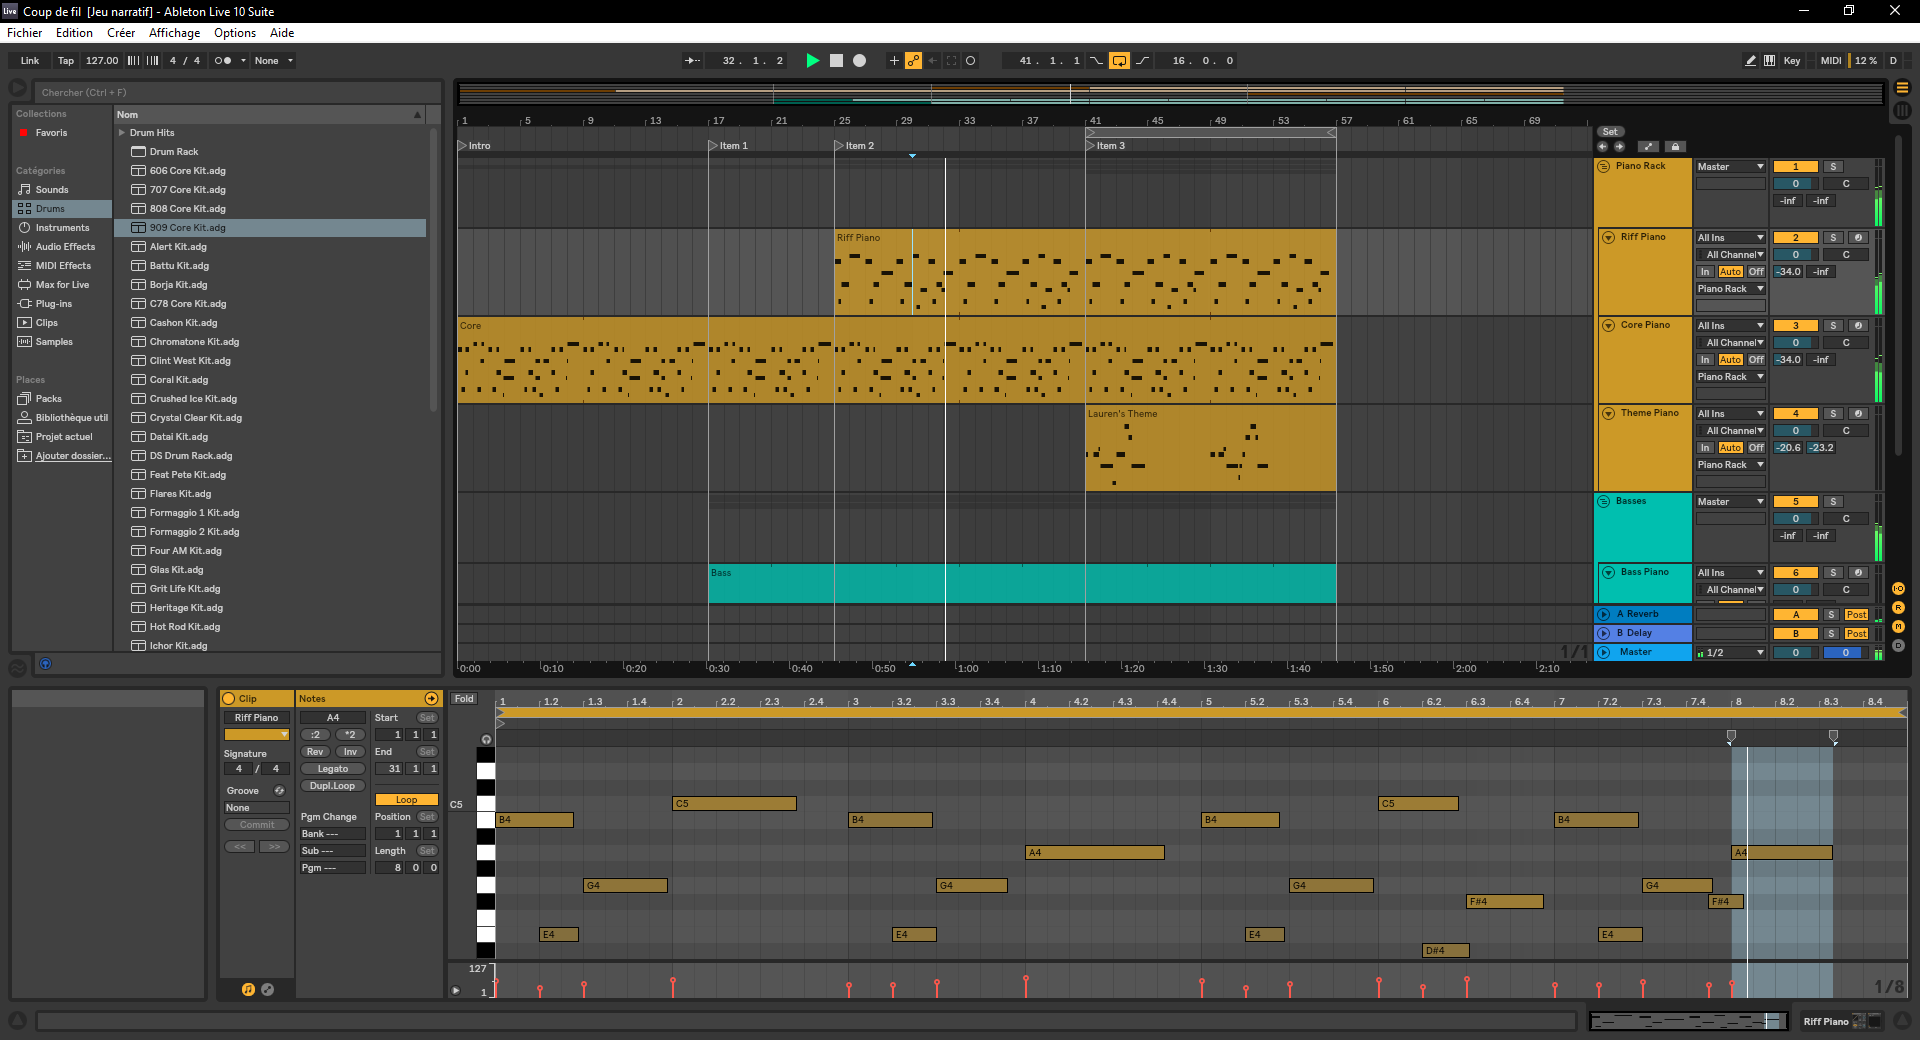 Live Coup de fil  [Jeu narratif] - Ableton Live 10 Suite
Fichier Edition Créer Affichage Options Aide
Link Tap 127.00 4 / 4 None 32. 1. 2 41. 1. 1 16. 0. 0 Key MIDI 12 % D
Chercher (Ctrl + F)
Collections
Favoris
Catégories
Sounds
Drums
Instruments
Audio Effects
MIDI Effects
Max for Live
Plug-ins
Clips
Samples
Places
Packs
Bibliothèque util
Projet actuel
Ajouter dossier...
Nom
Drum Hits
Drum Rack
606 Core Kit.adg
707 Core Kit.adg
808 Core Kit.adg
909 Core Kit.adg
Alert Kit.adg
Battu Kit.adg
Borja Kit.adg
C78 Core Kit.adg
Cashon Kit.adg
Chromatone Kit.adg
Clint West Kit.adg
Coral Kit.adg
Crushed Ice Kit.adg
Crystal Clear Kit.adg
Datai Kit.adg
DS Drum Rack.adg
Feat Pete Kit.adg
Flares Kit.adg
Formaggio 1 Kit.adg
Formaggio 2 Kit.adg
Four AM Kit.adg
Glas Kit.adg
Grit Life KIt.adg
Heritage KIt.adg
Hot Rod Kit.adg
Ichor Kit.adg
1 5 9 13 17 21 25 29 33 37 41 45 49 53 57 61 65 69
Set
Intro Item 1 Item 2 Item 3
Riff Piano
Core
Lauren's Theme
Bass
1/1
0:00 0:10 0:20 0:30 0:40 0:50 1:00 1:10 1:20 1:30 1:40 1:50 2:00 2:10
Piano Rack Master 1 S
0 C
-inf -inf
Riff Piano All Ins 2 S
All Channel 0 C
In Auto Off -34.0 -inf
Piano Rack
Core Piano All Ins 3 S
All Channel 0 C
In Auto Off -34.0 -inf
Piano Rack
Theme Piano All Ins 4 S
All Channel 0 C
In Auto Off -20.6 -23.2
Piano Rack
Basses Master 5 S
0 C
-inf -inf
Bass Piano All Ins 6 S
All Channel 0 C
A Reverb A S Post
B Delay B S Post
Master 1/2 0 0
I·O
R
M
D
Clip
Riff Piano
Signature
4 / 4
Groove
None
Commit
<< >>
Notes
A4 Start Set
:2 *2 1 1 1
Rev Inv End Set
Legato 31 1 1
Dupl.Loop
Loop
Pgm Change Position Set
Bank --- 1 1 1
Sub --- Length Set
Pgm --- 8 0 0
Fold 1 1.2 1.3 1.4 2 2.2 2.3 2.4 3 3.2 3.3 3.4 4 4.2 4.3 4.4 5 5.2 5.3 5.4 6 6.2 6.3 6.4 7 7.2 7.3 7.4 8 8.2 8.3 8.4
C5 C5 C5
B4 B4 B4 B4
A4 A4
G4 G4 G4 G4
F#4 F#4
E4 E4 E4 E4
D#4
127
1 1/8
Riff Piano